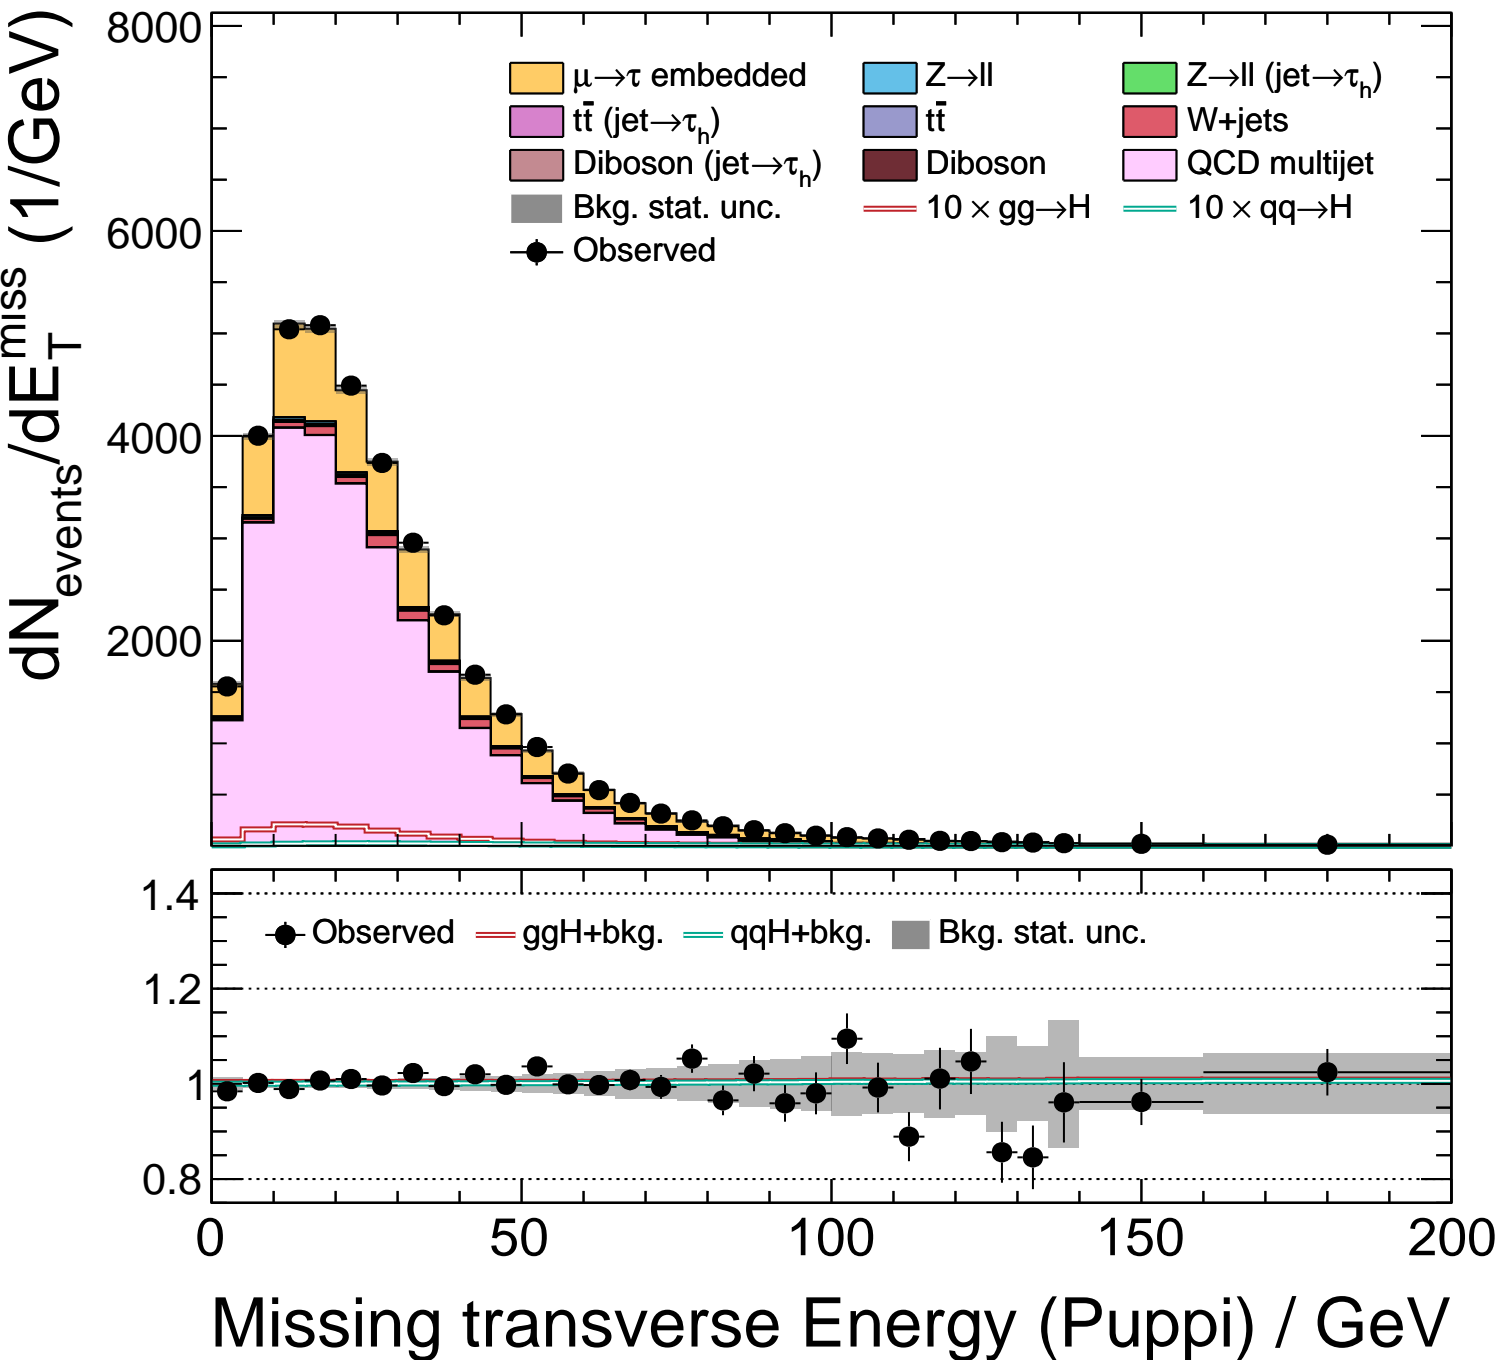 dN_events/dE_T^miss (1/GeV)
8000
6000
4000
2000
μ→τ embedded Z→ll Z→ll (jet→τ_h)
tt̄ (jet→τ_h) tt̄ W+jets
Diboson (jet→τ_h) Diboson QCD multijet
Bkg. stat. unc. 10 × gg→H 10 × qq→H
Observed
1.4
1.2
1
0.8
Observed ggH+bkg. qqH+bkg. Bkg. stat. unc.
0 50 100 150 200
Missing transverse Energy (Puppi) / GeV